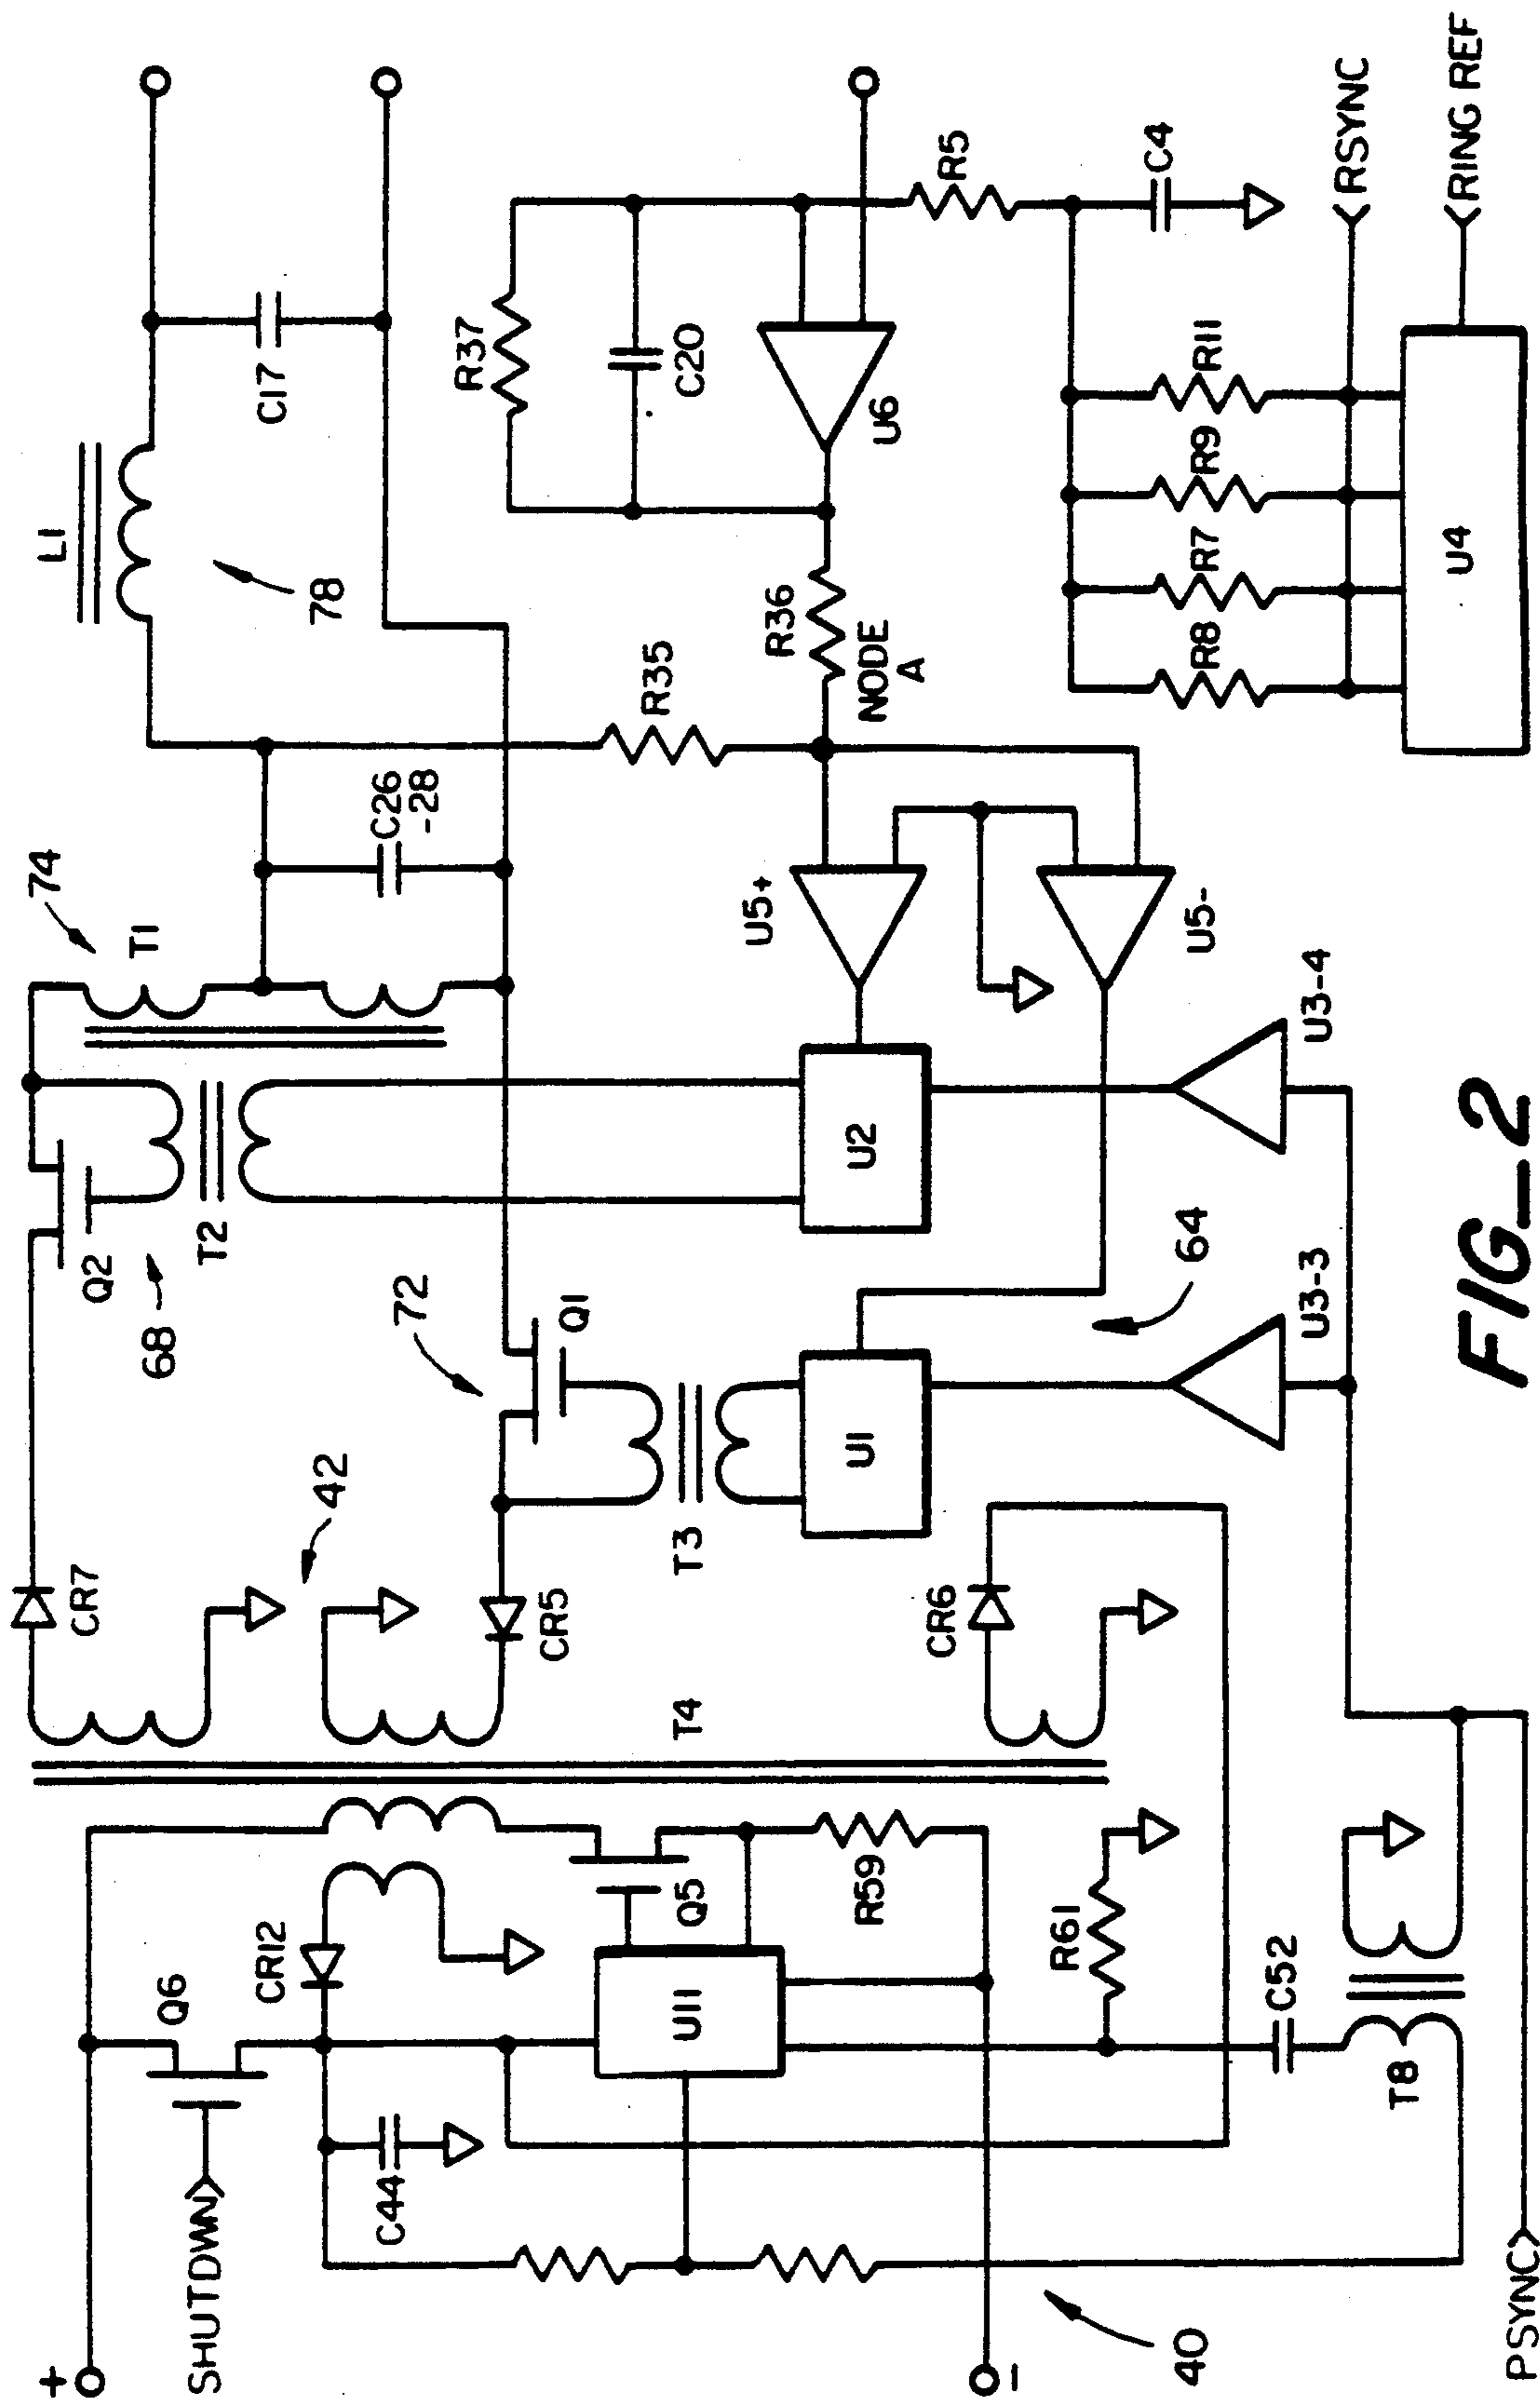 +
SHUTDWN
Q6
C44
CR12
U11
Q5
R59
R61
C52
T8
40
−
PSYNC
T4
CR7
42
CR5
CR6
Q2
68
T2
72
Q1
T3
U1
U2
64
U3-3
U3-4
74
T1
C26
-28
R35
U5+
U5-
L1
78
C17
R37
C20
U6
R36
NODE
A
R5
C4
R8
R7
R9
R11
U4
RSYNC
RING REF
FIG_2